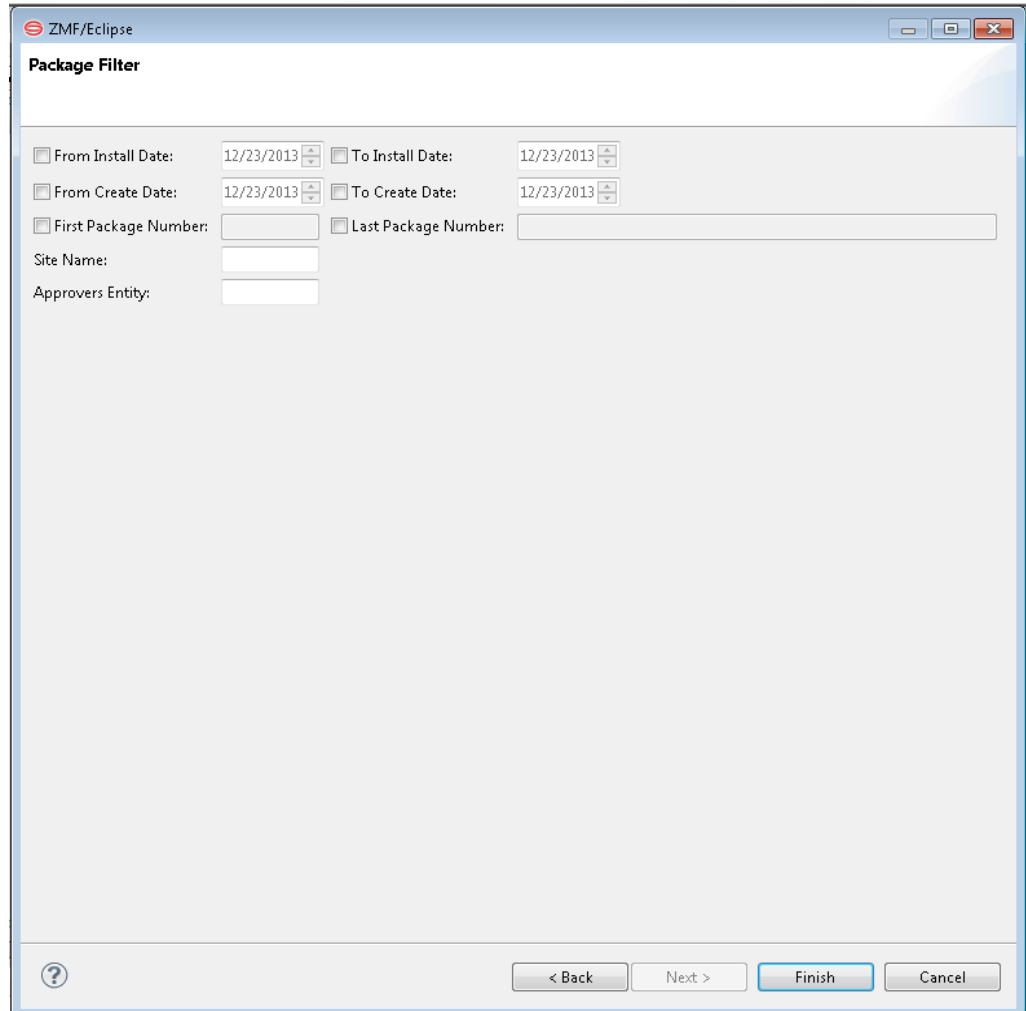 ZMF/Eclipse
Package Filter
From Install Date: 12/23/2013 To Install Date: 12/23/2013
From Create Date: 12/23/2013 To Create Date: 12/23/2013
First Package Number: Last Package Number:
Site Name:
Approvers Entity:
? < Back Next > Finish Cancel